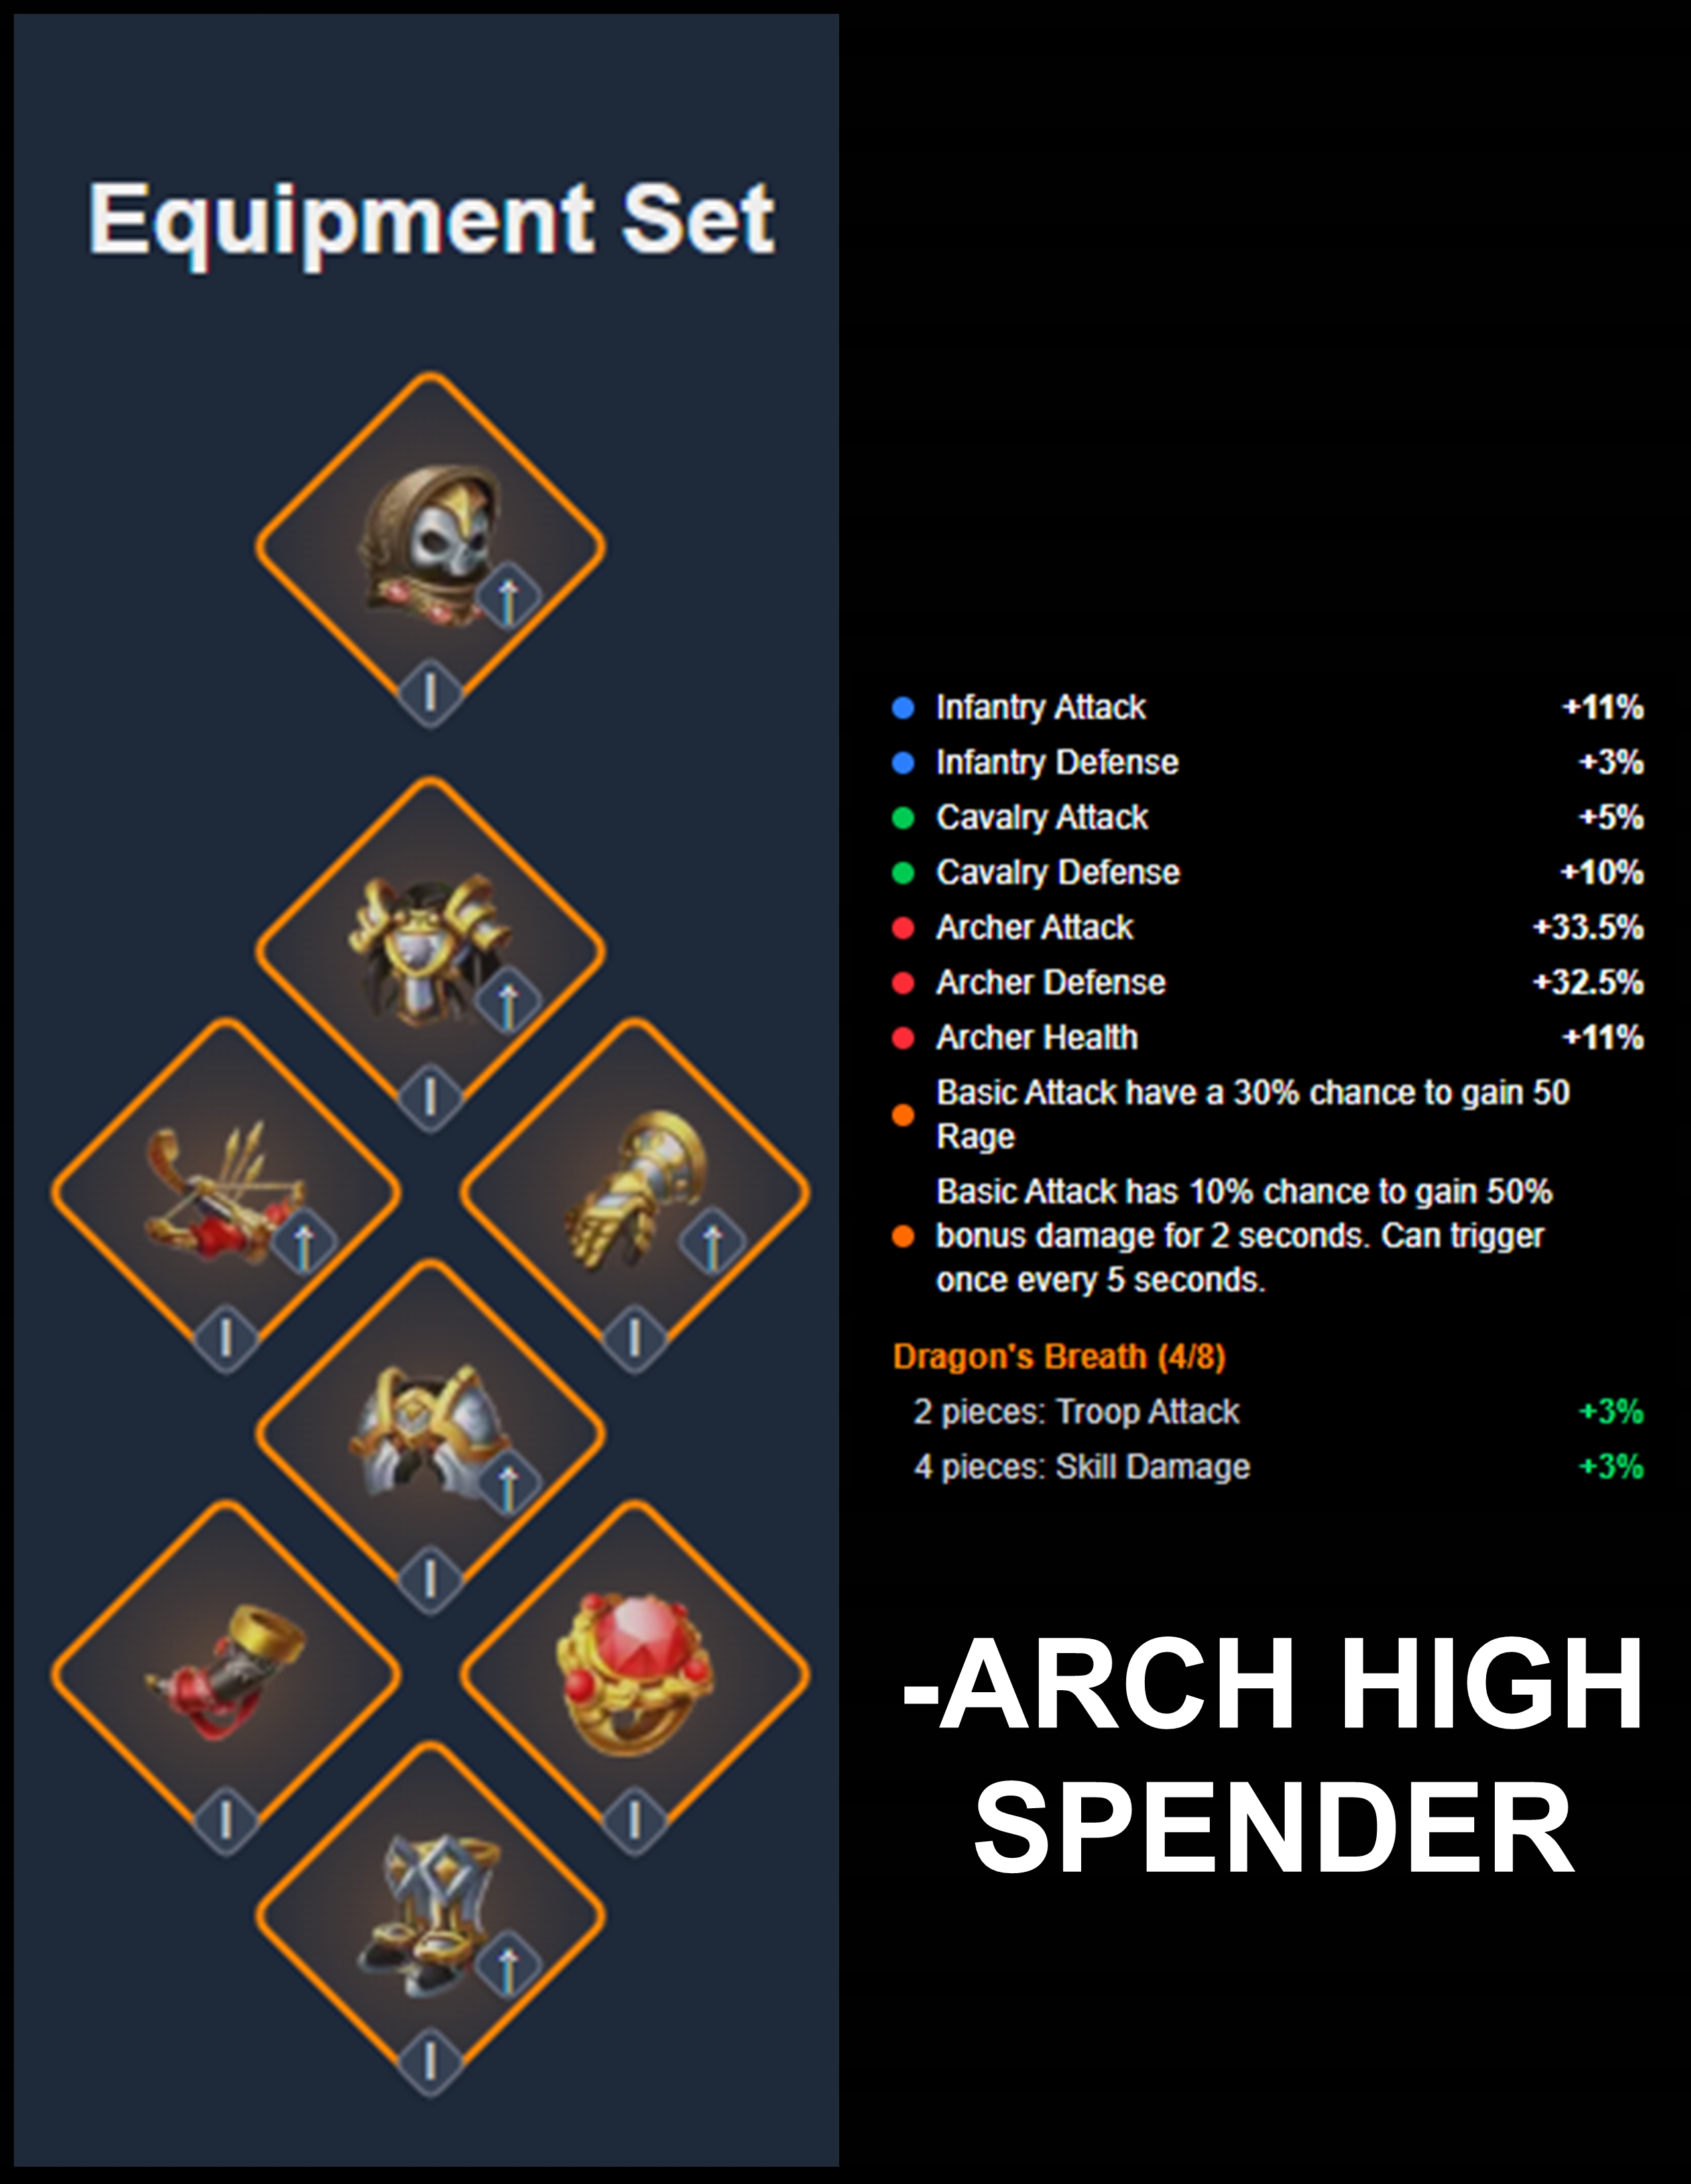 Equipment Set
I
I
I
I
I
I
I
I
Infantry Attack +11%
Infantry Defense +3%
Cavalry Attack +5%
Cavalry Defense +10%
Archer Attack +33.5%
Archer Defense +32.5%
Archer Health +11%
Basic Attack have a 30% chance to gain 50
Rage
Basic Attack has 10% chance to gain 50%
bonus damage for 2 seconds. Can trigger
once every 5 seconds.
Dragon's Breath (4/8)
2 pieces: Troop Attack +3%
4 pieces: Skill Damage +3%
-ARCH HIGH
SPENDER